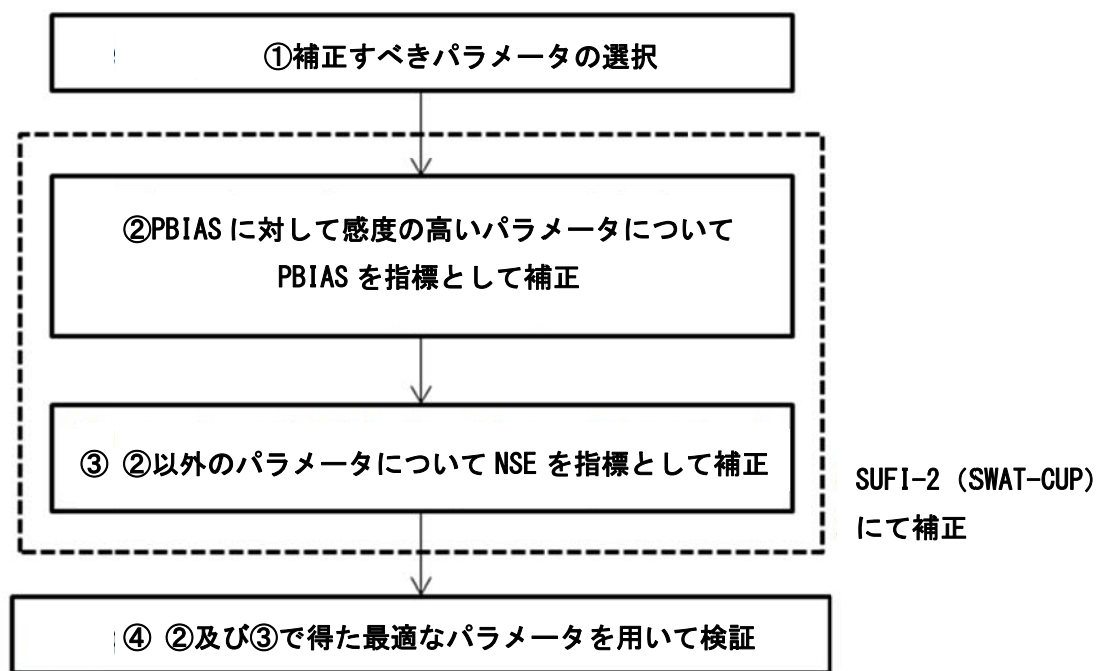 ①補正すべきパラメータの選択
②PBIAS に対して感度の高いパラメータについて
PBIAS を指標として補正
③ ②以外のパラメータについて NSE を指標として補正
SUFI-2 (SWAT-CUP)
にて補正
④ ②及び③で得た最適なパラメータを用いて検証